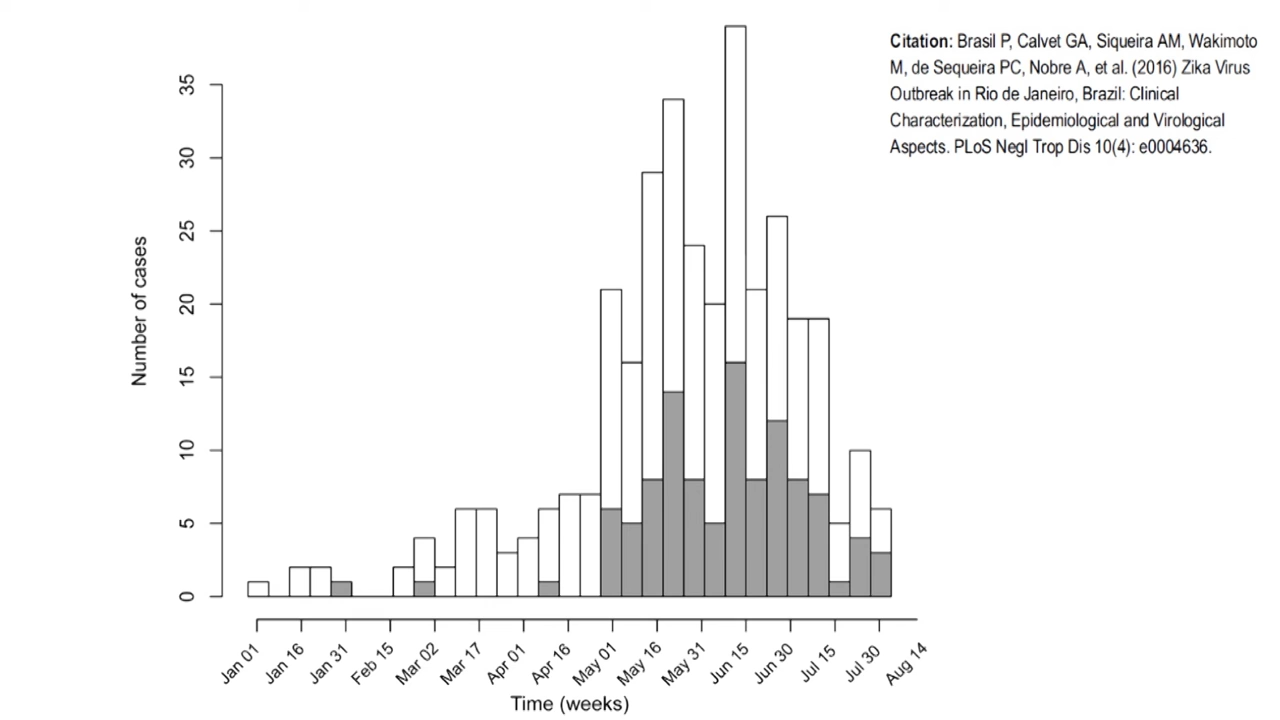 Citation: Brasil P, Calvet GA, Siqueira AM, Wakimoto
M, de Sequeira PC, Nobre A, et al. (2016) Zika Virus
Outbreak in Rio de Janeiro, Brazil: Clinical
Characterization, Epidemiological and Virological
Aspects. PLoS Negl Trop Dis 10(4): e0004636.
Number of cases
35
30
25
20
15
10
5
0
Jan 01 Jan 16 Jan 31 Feb 15 Mar 02 Mar 17 Apr 01 Apr 16 May 01 May 16 May 31 Jun 15 Jun 30 Jul 15 Jul 30 Aug 14
Time (weeks)